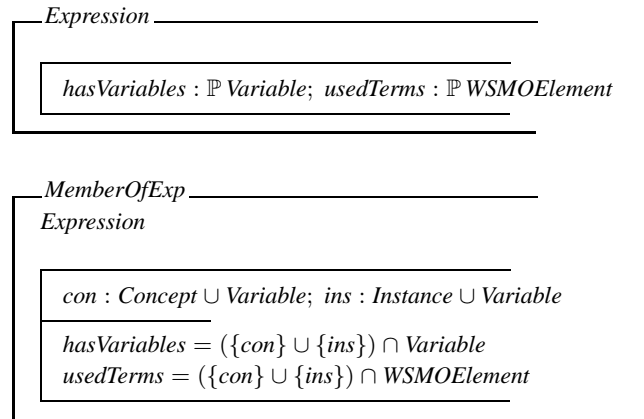 Expression
hasVariables : ℙ Variable; usedTerms : ℙ WSMOElement
MemberOfExp
Expression
con : Concept ∪ Variable; ins : Instance ∪ Variable
hasVariables = ({con} ∪ {ins}) ∩ Variable
usedTerms = ({con} ∪ {ins}) ∩ WSMOElement